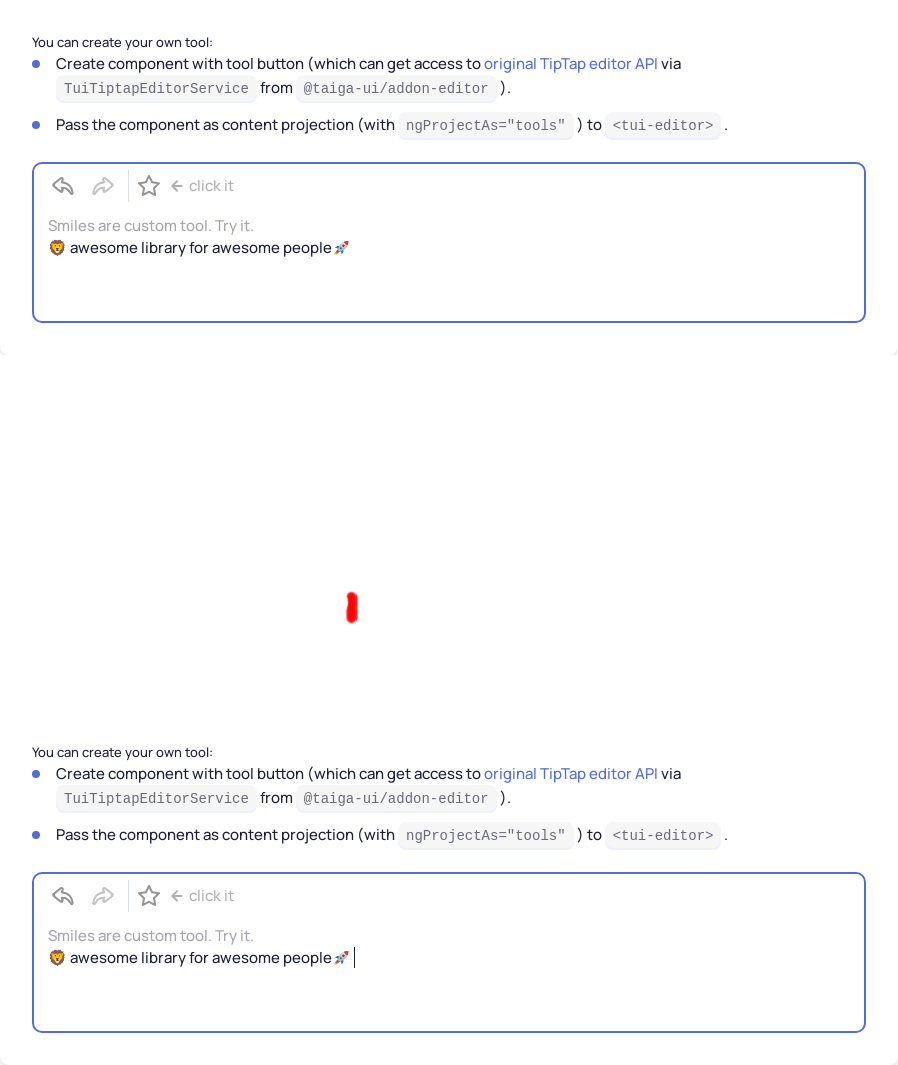 You can create your own tool:
Create component with tool button (which can get access to original TipTap editor API via
TuiTiptapEditorService from @taiga-ui/addon-editor ).
Pass the component as content projection (with ngProjectAs="tools" ) to <tui-editor> .
← click it
Smiles are custom tool. Try it.
🦁 awesome library for awesome people🚀
You can create your own tool:
Create component with tool button (which can get access to original TipTap editor API via
TuiTiptapEditorService from @taiga-ui/addon-editor ).
Pass the component as content projection (with ngProjectAs="tools" ) to <tui-editor> .
← click it
Smiles are custom tool. Try it.
🦁 awesome library for awesome people🚀